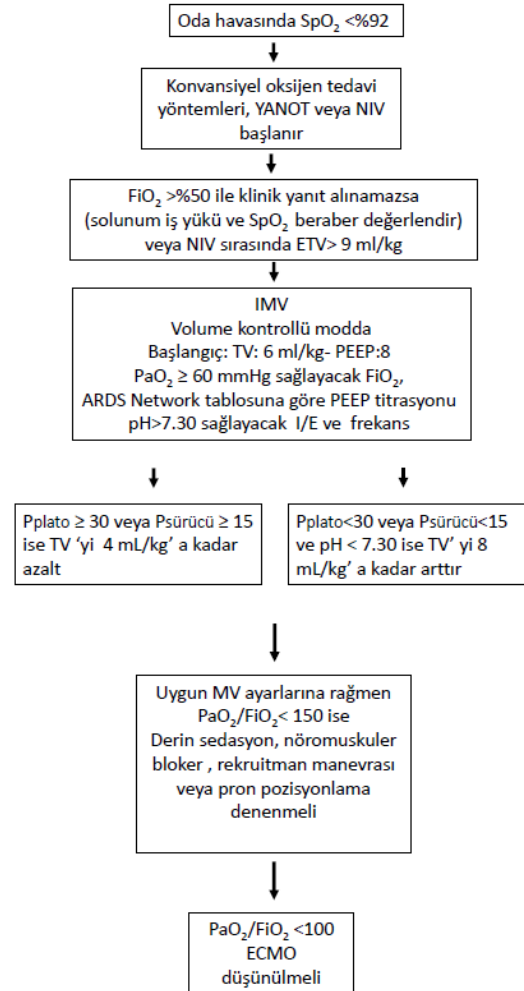 Oda havasında SpO₂ <%92
Konvansiyel oksijen tedavi
yöntemleri, YANOT veya NIV
başlanır
FiO₂ >%50 ile klinik yanıt alınamazsa
(solunum iş yükü ve SpO₂ beraber değerlendir)
veya NIV sırasında ETV> 9 ml/kg
IMV
Volume kontrollü modda
Başlangıç: TV: 6 ml/kg- PEEP:8
PaO₂ ≥ 60 mmHg sağlayacak FiO₂,
ARDS Network tablosuna göre PEEP titrasyonu
pH>7.30 sağlayacak I/E ve frekans
Pplato ≥ 30 veya Psürücü ≥ 15
ise TV ‘yi 4 mL/kg’ a kadar
azalt
Pplato<30 veya Psürücü<15
ve pH < 7.30 ise TV’ yi 8
mL/kg’ a kadar arttır
Uygun MV ayarlarına rağmen
PaO₂/FiO₂< 150 ise
Derin sedasyon, nöromuskuler
bloker , rekruitman manevrası
veya pron pozisyonlama
denenmeli
PaO₂/FiO₂ <100
ECMO
düşünülmeli